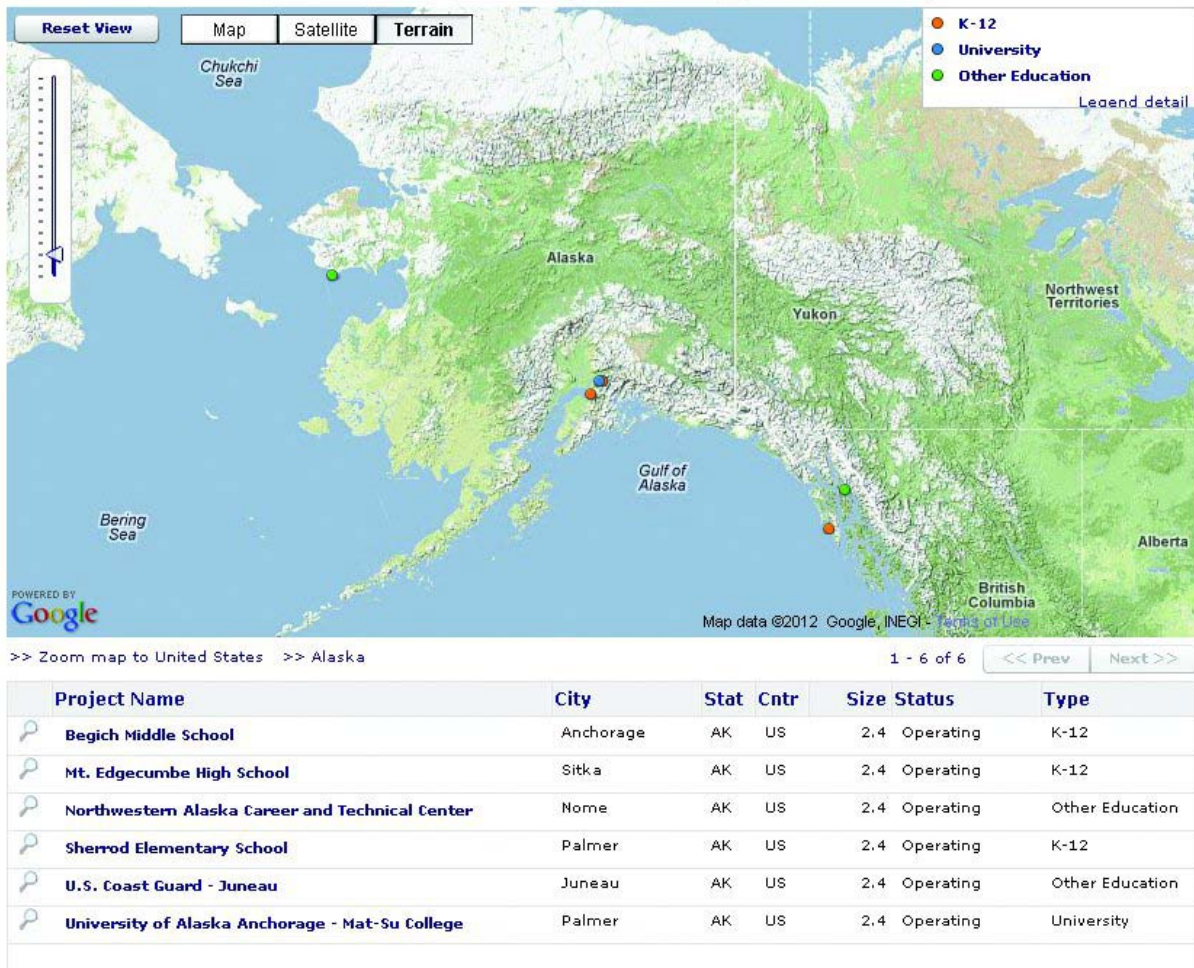 Reset View
Map Satellite Terrain
K-12
University
Other Education
Legend detail
Chukchi
Sea
Alaska
Northwest
Territories
Yukon
Gulf of
Alaska
Bering
Sea
Alberta
British
Columbia
POWERED BY
Google
Map data ©2012 Google, INEGI - Terms of Use
>> Zoom map to United States >> Alaska 1 - 6 of 6 << Prev Next >>
Project Name City Stat Cntr Size Status Type
Begich Middle School Anchorage AK US 2.4 Operating K-12
Mt. Edgecumbe High School Sitka AK US 2.4 Operating K-12
Northwestern Alaska Career and Technical Center Nome AK US 2.4 Operating Other Education
Sherrod Elementary School Palmer AK US 2.4 Operating K-12
U.S. Coast Guard - Juneau Juneau AK US 2.4 Operating Other Education
University of Alaska Anchorage - Mat-Su College Palmer AK US 2.4 Operating University